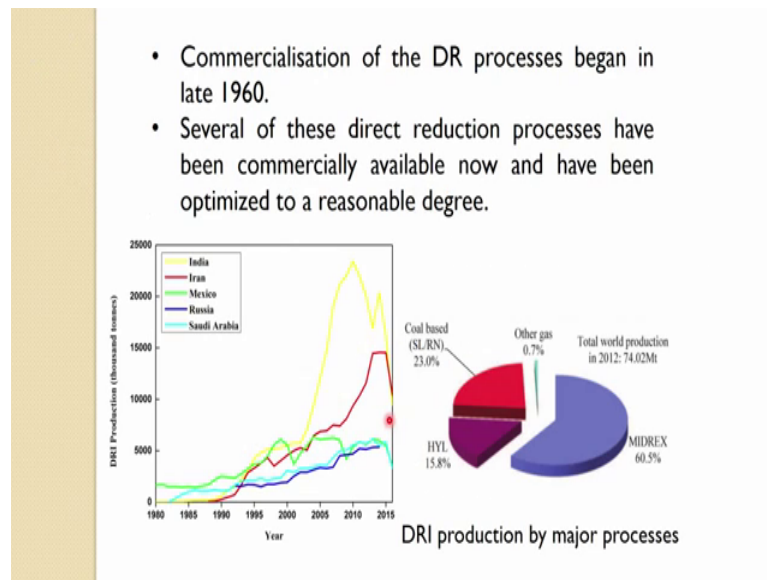 • Commercialisation of the DR processes began in
late 1960.
• Several of these direct reduction processes have
been commercially available now and have been
optimized to a reasonable degree.
25000
20000
15000
10000
5000
0
DRI Production (thousand tonnes)
India
Iran
Mexico
Russia
Saudi Arabia
1980 1985 1990 1995 2000 2005 2010 2015
Year
Coal based
(SL/RN)
23.0%
Other gas
0.7%
Total world production
in 2012: 74.02Mt
HYL
15.8%
MIDREX
60.5%
DRI production by major processes